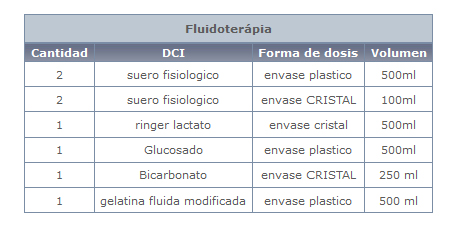 Fluidoterápia
Cantidad DCI Forma de dosis Volumen
2 suero fisiologico envase plastico 500ml
2 suero fisiologico envase CRISTAL 100ml
1 ringer lactato envase cristal 500ml
1 Glucosado envase plastico 500ml
1 Bicarbonato envase CRISTAL 250 ml
1 gelatina fluida modificada envase plastico 500 ml